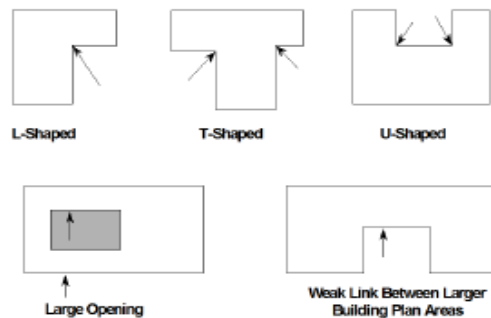 L-Shaped
T-Shaped
U-Shaped
Large Opening
Weak Link Between Larger
Building Plan Areas